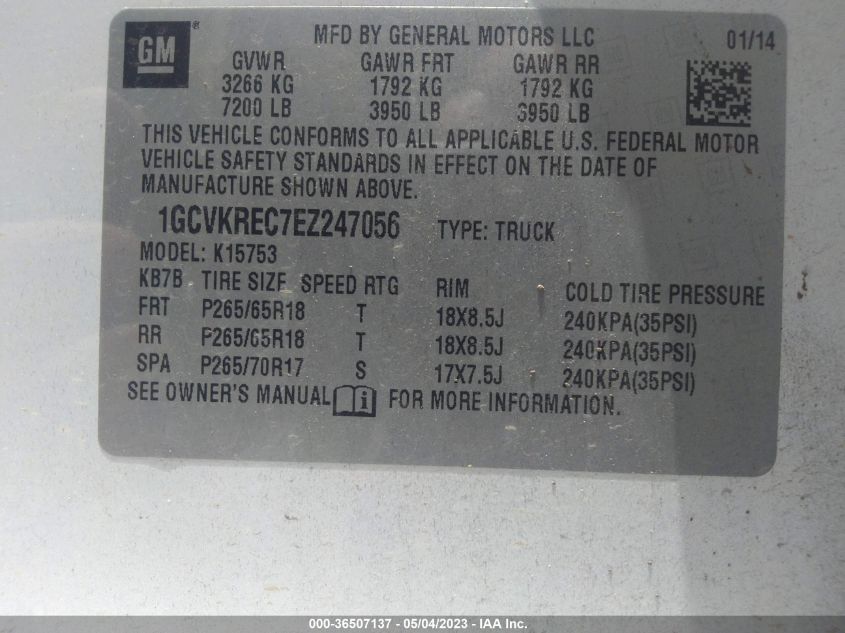 GM ®
MFD BY GENERAL MOTORS LLC 01/14
GVWR GAWR FRT GAWR RR
3266 KG 1792 KG 1792 KG
7200 LB 3950 LB 3950 LB
THIS VEHICLE CONFORMS TO ALL APPLICABLE U.S. FEDERAL MOTOR
VEHICLE SAFETY STANDARDS IN EFFECT ON THE DATE OF
MANUFACTURE SHOWN ABOVE.
1GCVKREC7EZ247056 TYPE: TRUCK
MODEL: K15753
KB7B TIRE SIZE SPEED RTG RIM COLD TIRE PRESSURE
FRT P265/65R18 T 18X8.5J 240KPA(35PSI)
RR P265/65R18 T 18X8.5J 240KPA(35PSI)
SPA P265/70R17 S 17X7.5J 240KPA(35PSI)
SEE OWNER'S MANUAL i FOR MORE INFORMATION.
000-36507137 - 05/04/2023 - IAA Inc.